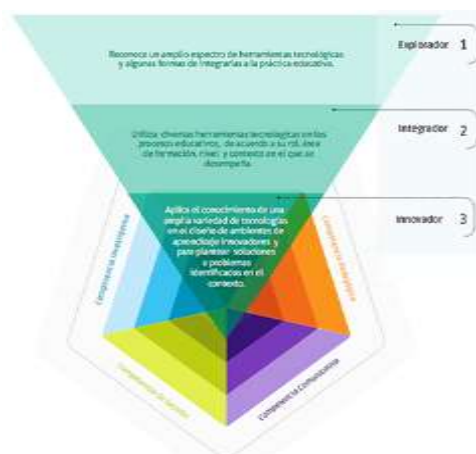 Reconoce un amplio espectro de herramientas tecnológicas
y algunas formas de integrarlas a la práctica educativa.
Explorador 1
Utiliza diversas herramientas tecnológicas en los
procesos educativos, de acuerdo a su rol, área
de formación, nivel y contexto en el que se
desempeña.
Integrador 2
Aplica el conocimiento de una
amplia variedad de tecnologías
en el diseño de ambientes de
aprendizaje innovadores y
para plantear soluciones
a problemas
identificados en el
contexto.
Innovador 3
Competencia Investigativa
Competencia Pedagógica
Competencia de Gestión
Competencia Comunicativa